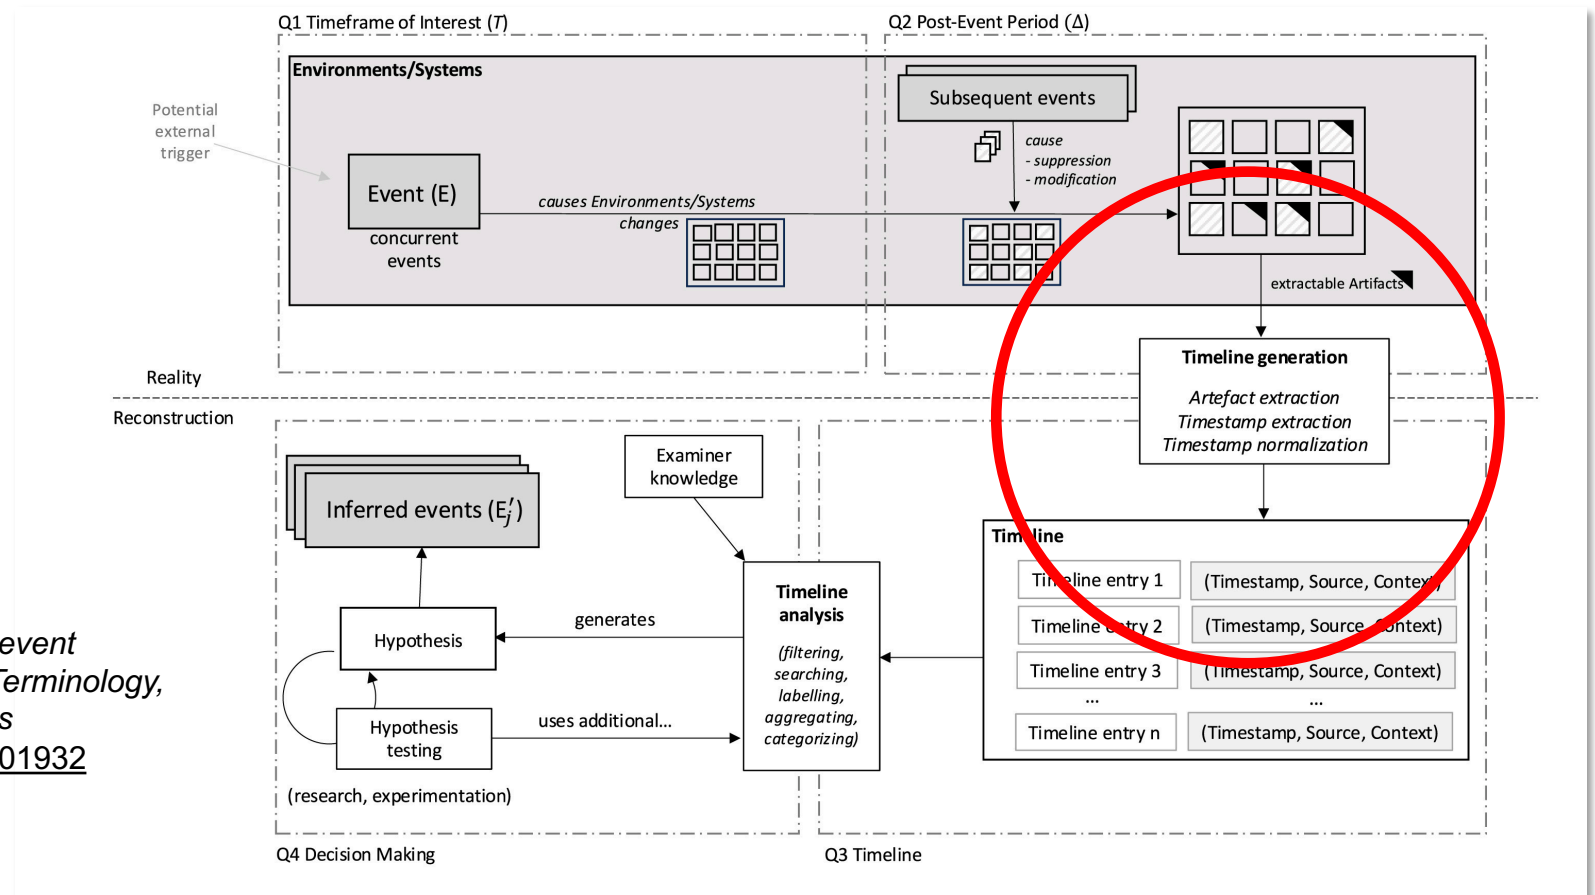 Q1 Timeframe of Interest (T)
Q2 Post-Event Period (Δ)
Environments/Systems
Potential
external
trigger
Event (E)
concurrent
events
causes Environments/Systems
changes
Subsequent events
cause
- suppression
- modification
extractable Artifacts
Reality
Reconstruction
Timeline generation
Artefact extraction
Timestamp extraction
Timestamp normalization
Timeline
Timeline entry 1
(Timestamp, Source, Context)
Timeline entry 2
(Timestamp, Source, Context)
Timeline entry 3
(Timestamp, Source, Context)
...
...
Timeline entry n
(Timestamp, Source, Context)
Examiner
knowledge
Timeline
analysis
(filtering,
searching,
labelling,
aggregating,
categorizing)
Inferred events (E′j)
generates
Hypothesis
Hypothesis
testing
uses additional...
(research, experimentation)
Q4 Decision Making
Q3 Timeline
event
Terminology,
s
01932